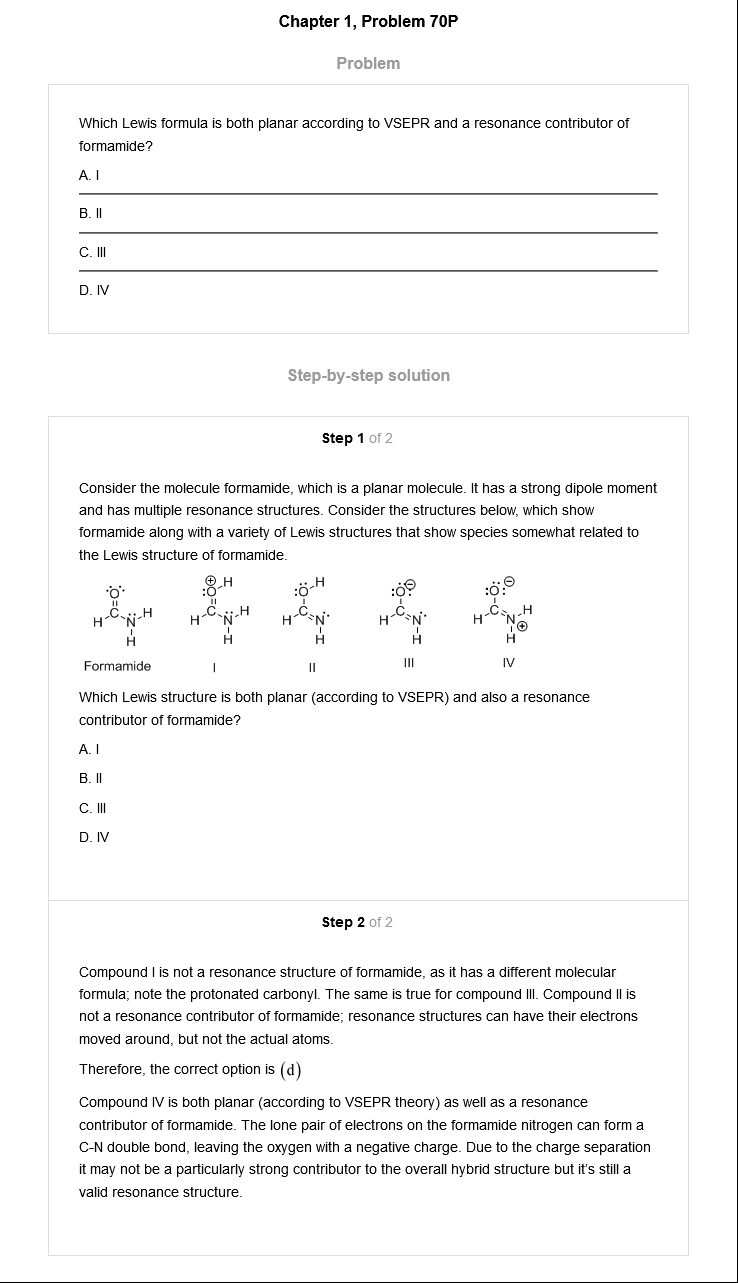 Chapter 1, Problem 70P
Problem
Which Lewis formula is both planar according to VSEPR and a resonance contributor of
formamide?
A. I
B. II
C. III
D. IV
Step-by-step solution
Step 1 of 2
Consider the molecule formamide, which is a planar molecule. It has a strong dipole moment
and has multiple resonance structures. Consider the structures below, which show
formamide along with a variety of Lewis structures that show species somewhat related to
the Lewis structure of formamide.
O H C N H H
⊕ H :O H C N H H
:O H H C N H
:O ⊖ H C N H
:O: ⊖ H C N H ⊕ H
Formamide I II III IV
Which Lewis structure is both planar (according to VSEPR) and also a resonance
contributor of formamide?
A. I
B. II
C. III
D. IV
Step 2 of 2
Compound I is not a resonance structure of formamide, as it has a different molecular
formula; note the protonated carbonyl. The same is true for compound III. Compound II is
not a resonance contributor of formamide; resonance structures can have their electrons
moved around, but not the actual atoms.
Therefore, the correct option is (d)
Compound IV is both planar (according to VSEPR theory) as well as a resonance
contributor of formamide. The lone pair of electrons on the formamide nitrogen can form a
C-N double bond, leaving the oxygen with a negative charge. Due to the charge separation
it may not be a particularly strong contributor to the overall hybrid structure but it's still a
valid resonance structure.